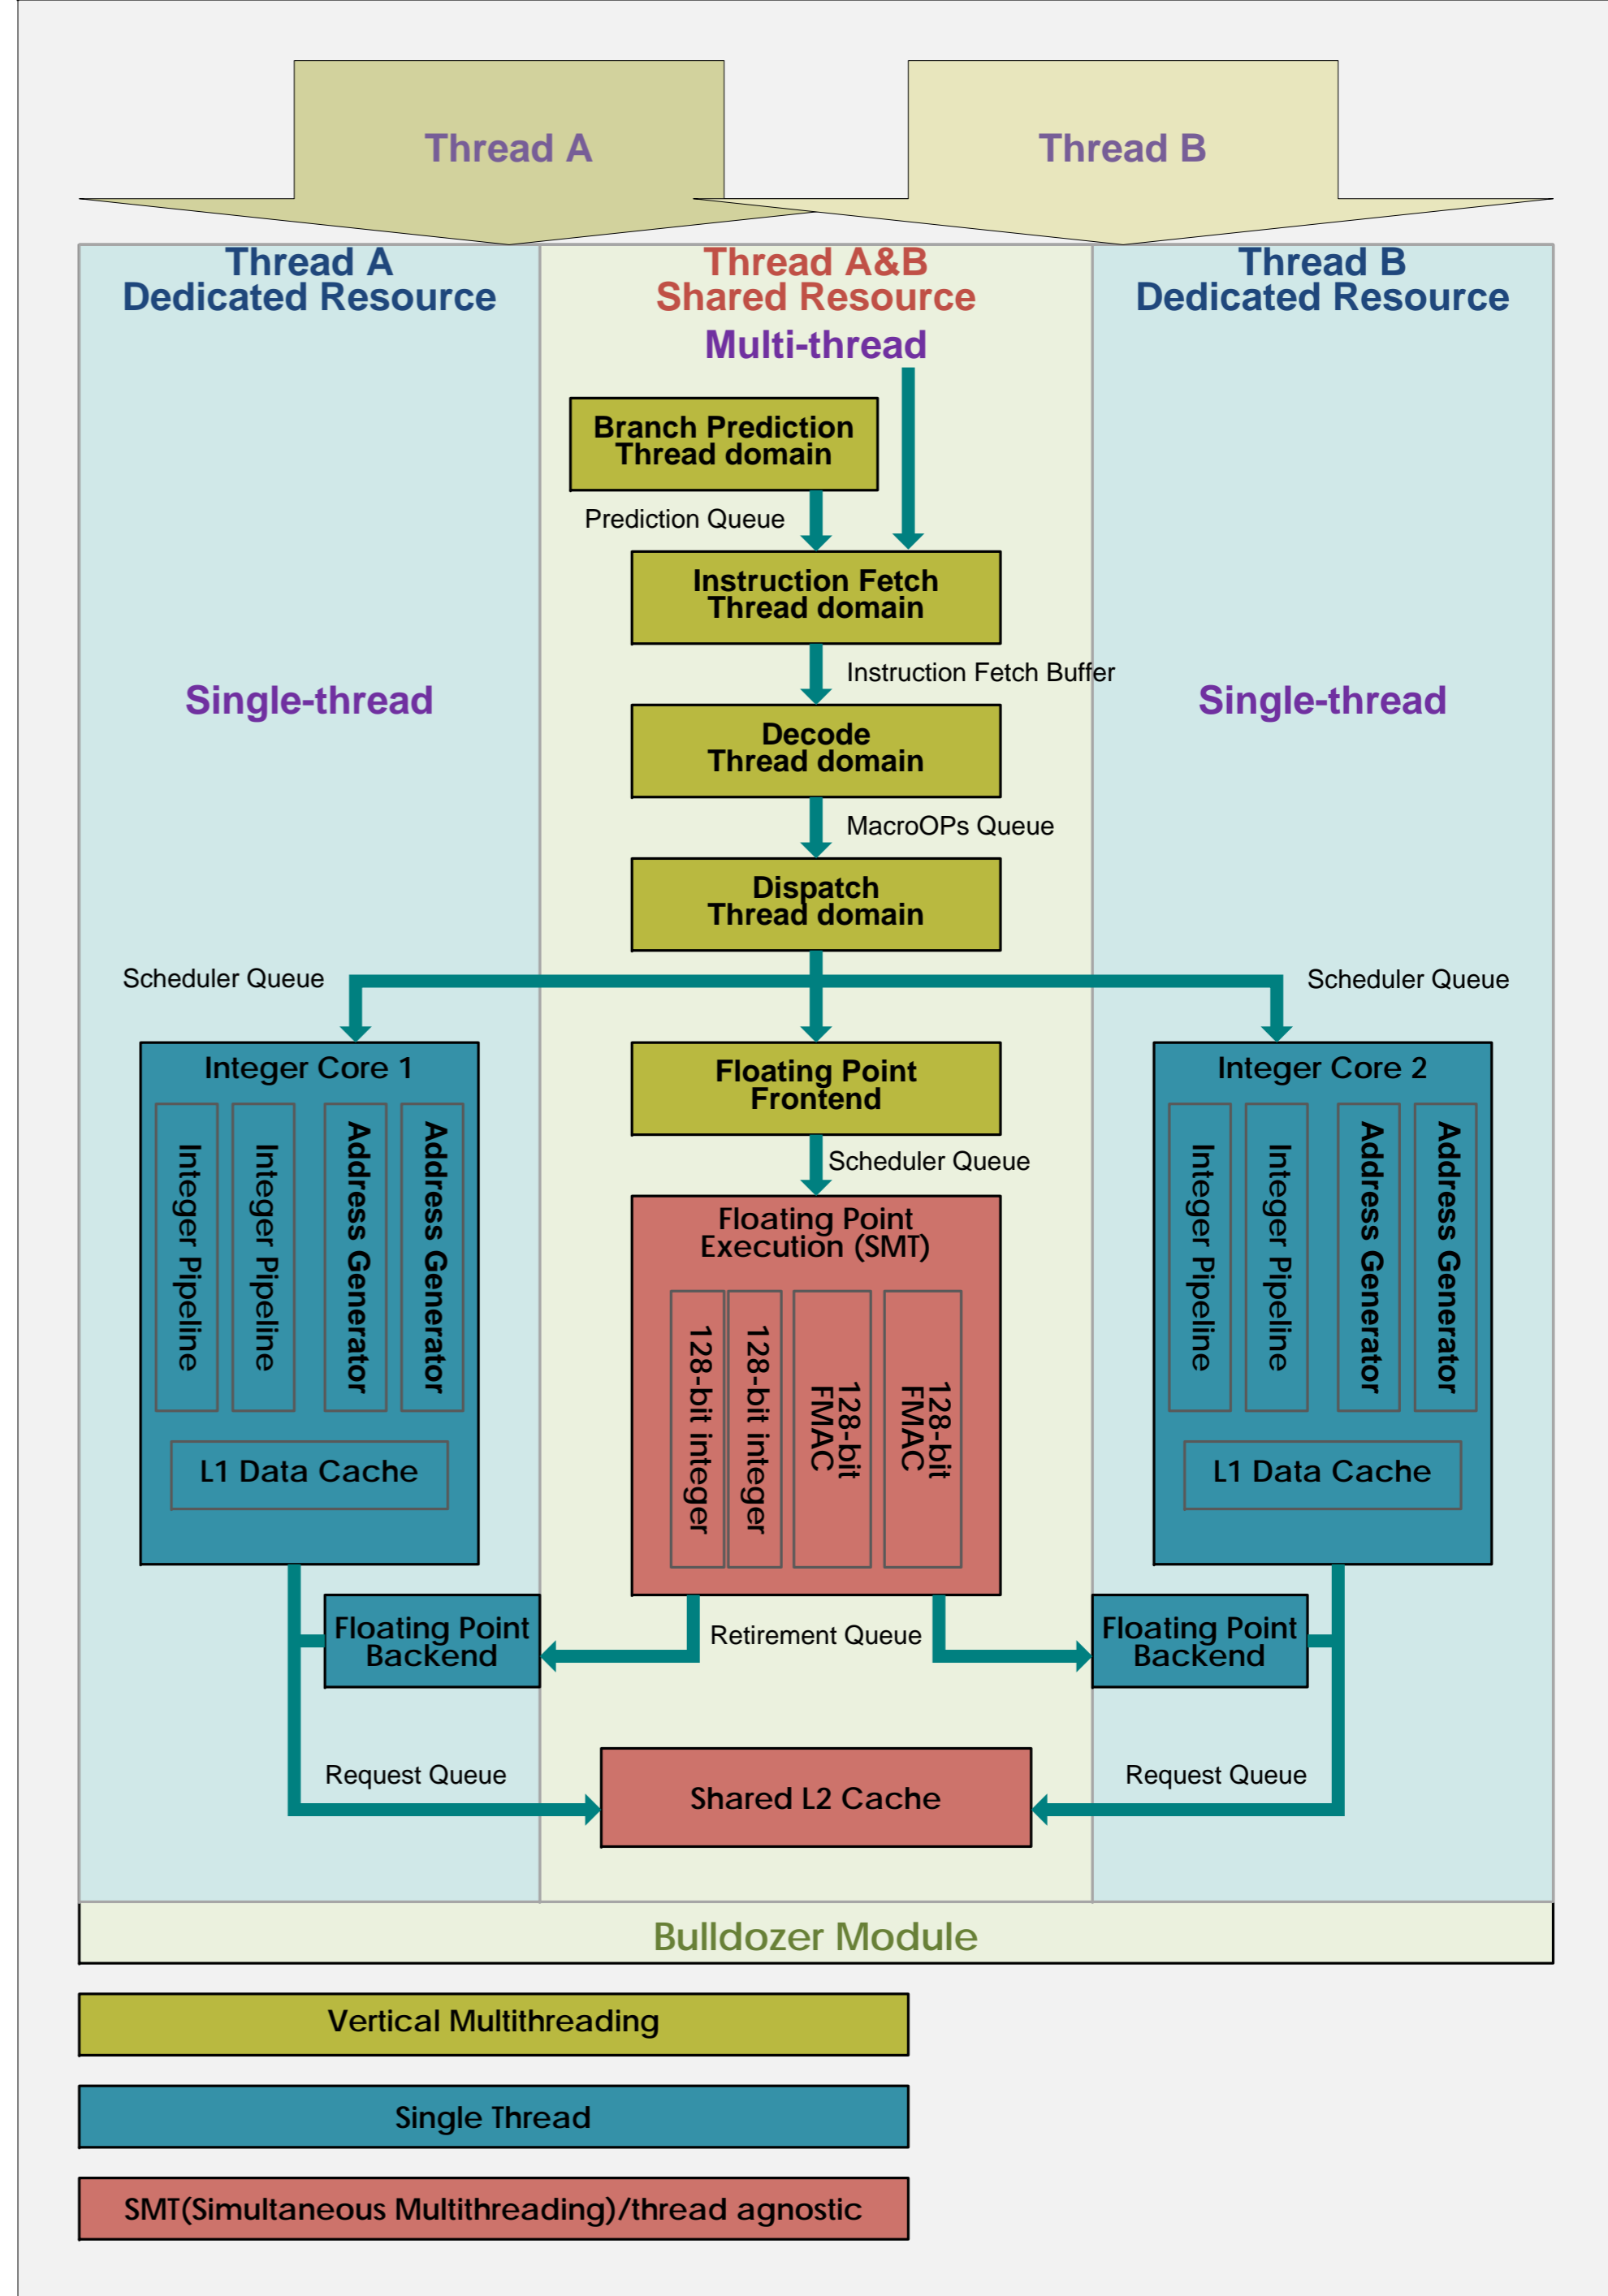 Thread A
Thread B
Thread A
Dedicated Resource
Thread A&B
Shared Resource
Thread B
Dedicated Resource
Multi-thread
Branch Prediction
Thread domain
Prediction Queue
Instruction Fetch
Thread domain
Instruction Fetch Buffer
Single-thread
Single-thread
Decode
Thread domain
MacroOPs Queue
Dispatch
Thread domain
Scheduler Queue
Scheduler Queue
Integer Core 1
Integer Pipeline
Integer Pipeline
Address Generator
Address Generator
L1 Data Cache
Floating Point
Frontend
Scheduler Queue
Floating Point
Execution (SMT)
128-bit integer
128-bit integer
128-bit
FMAC
128-bit
FMAC
Integer Core 2
Integer Pipeline
Integer Pipeline
Address Generator
Address Generator
L1 Data Cache
Floating Point
Backend
Retirement Queue
Floating Point
Backend
Request Queue
Shared L2 Cache
Request Queue
Bulldozer Module
Vertical Multithreading
Single Thread
SMT(Simultaneous Multithreading)/thread agnostic